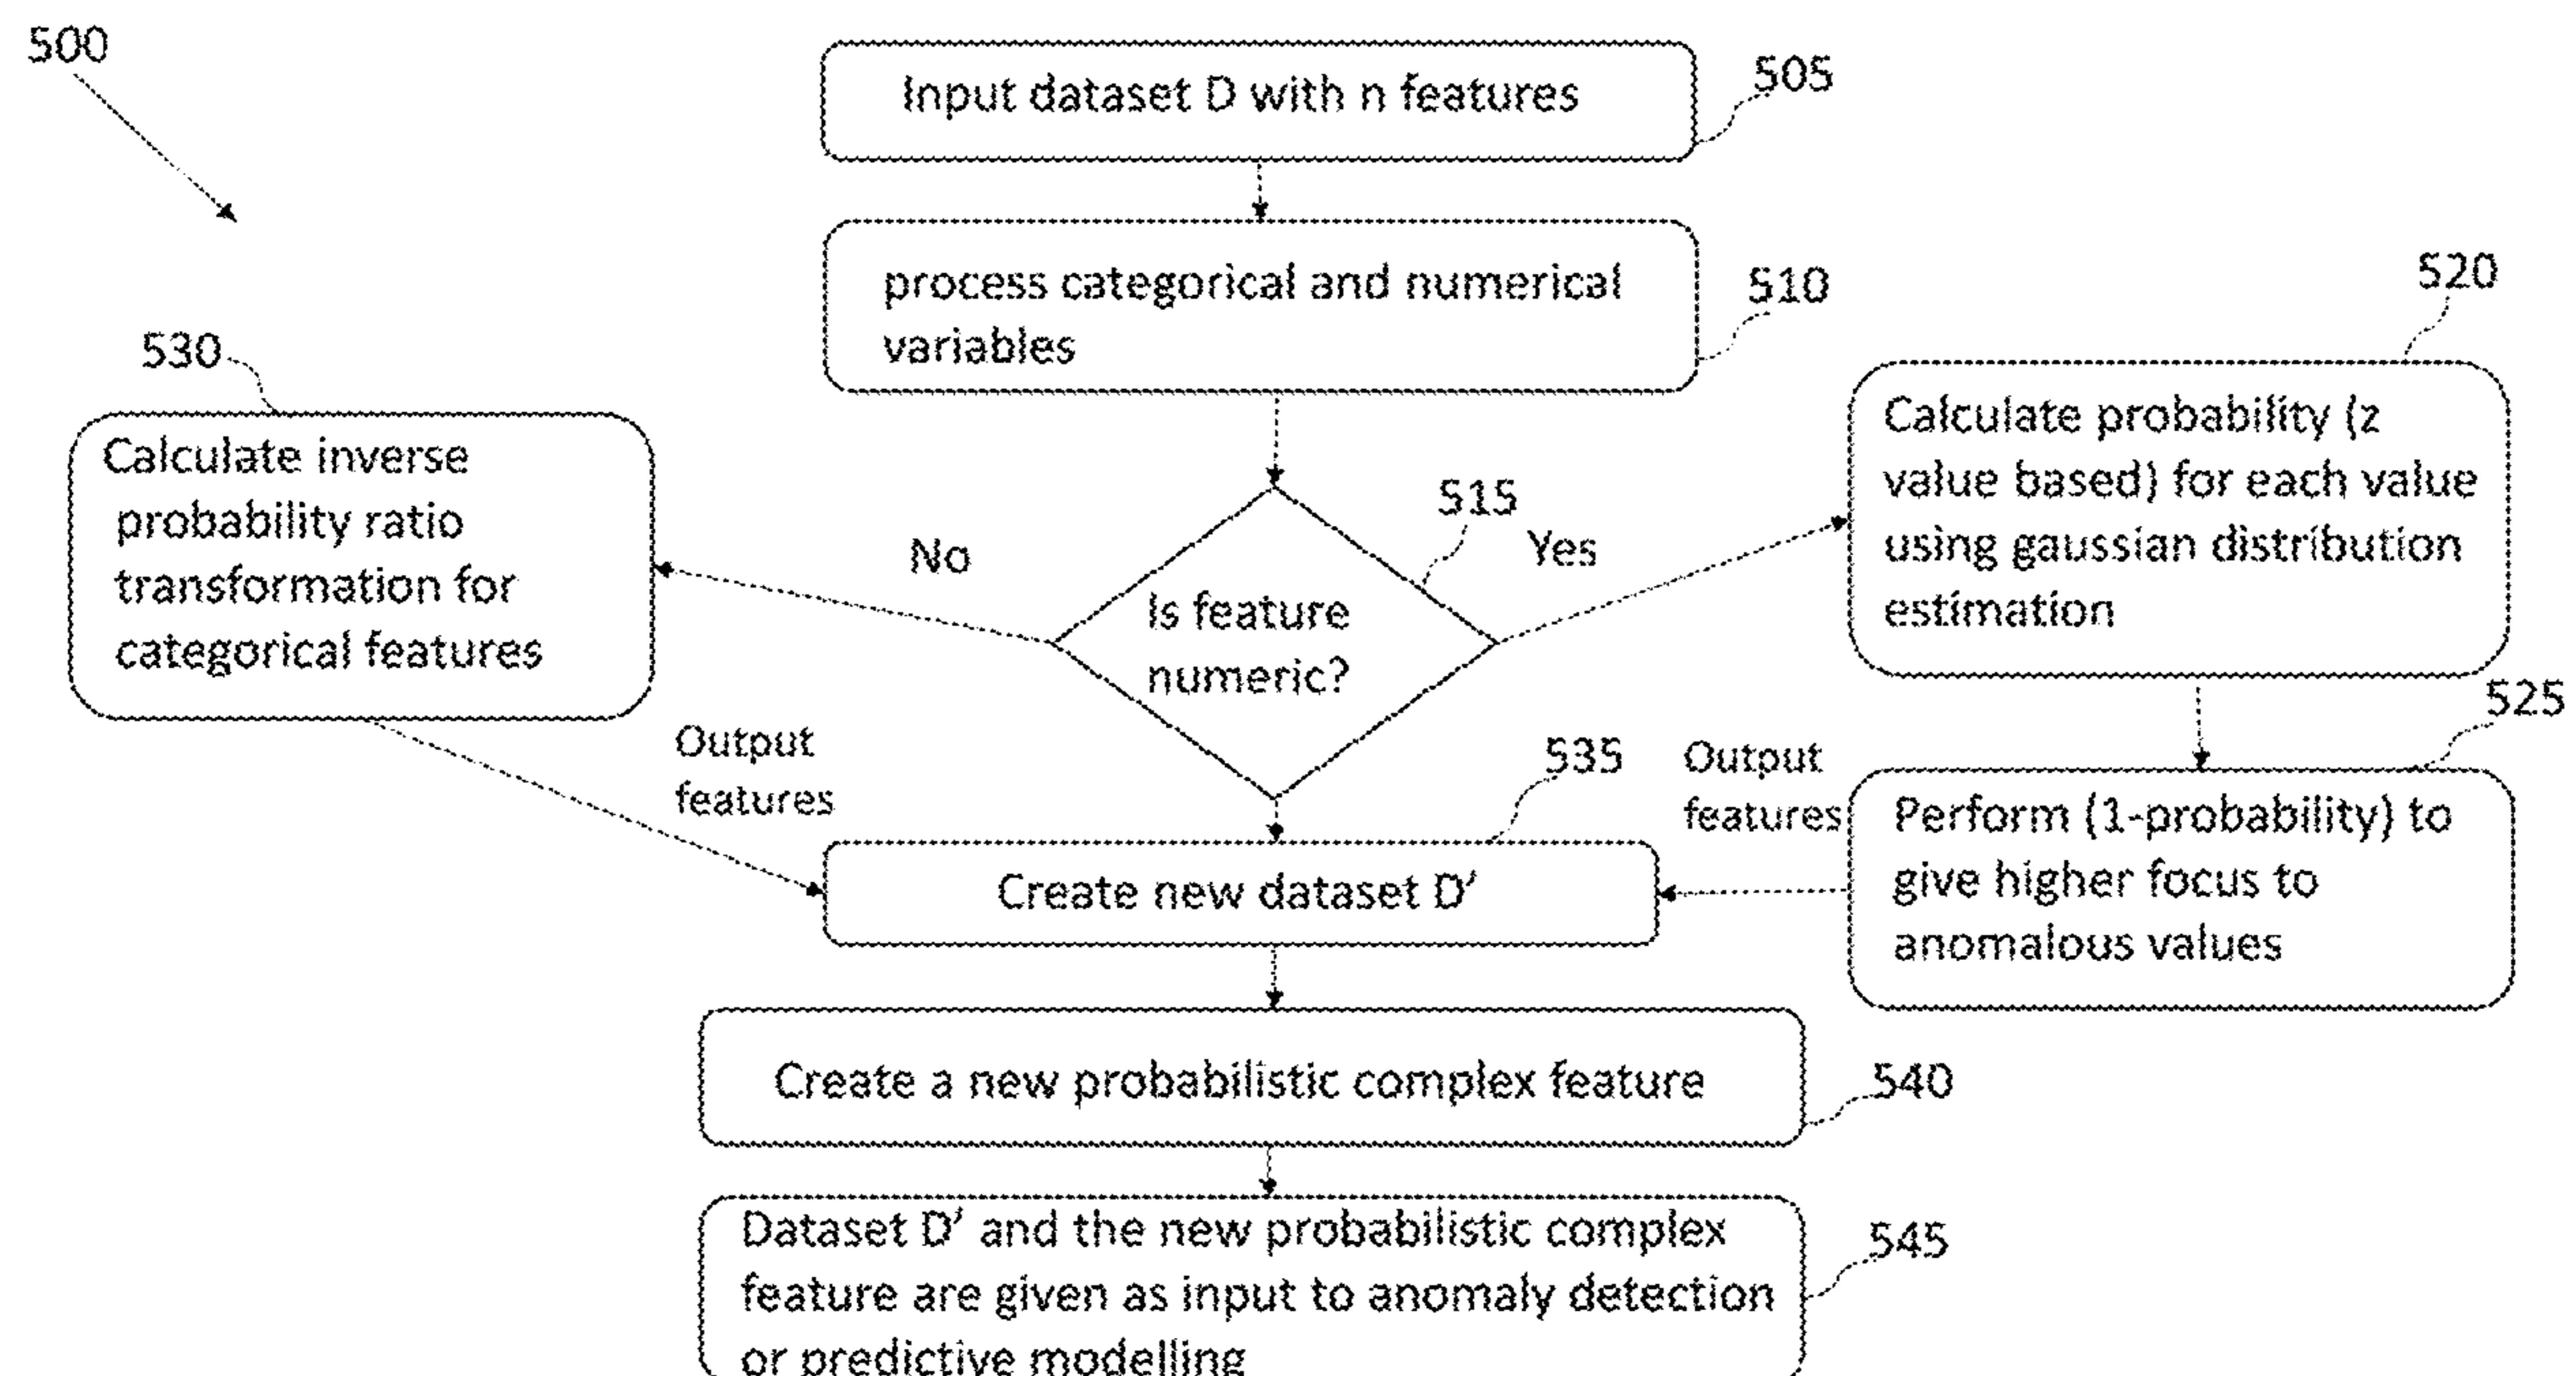 500
Input dataset D with n features
505
process categorical and numerical
variables
510
520
530
Calculate inverse
probability ratio
transformation for
categorical features
No
515
Is feature
numeric?
Yes
Calculate probability (z
value based) for each value
using gaussian distribution
estimation
525
Output
features
535
Output
features
Perform (1-probability) to
give higher focus to
anomalous values
Create new dataset D'
Create a new probabilistic complex feature
540
Dataset D' and the new probabilistic complex
feature are given as input to anomaly detection
or predictive modelling
545